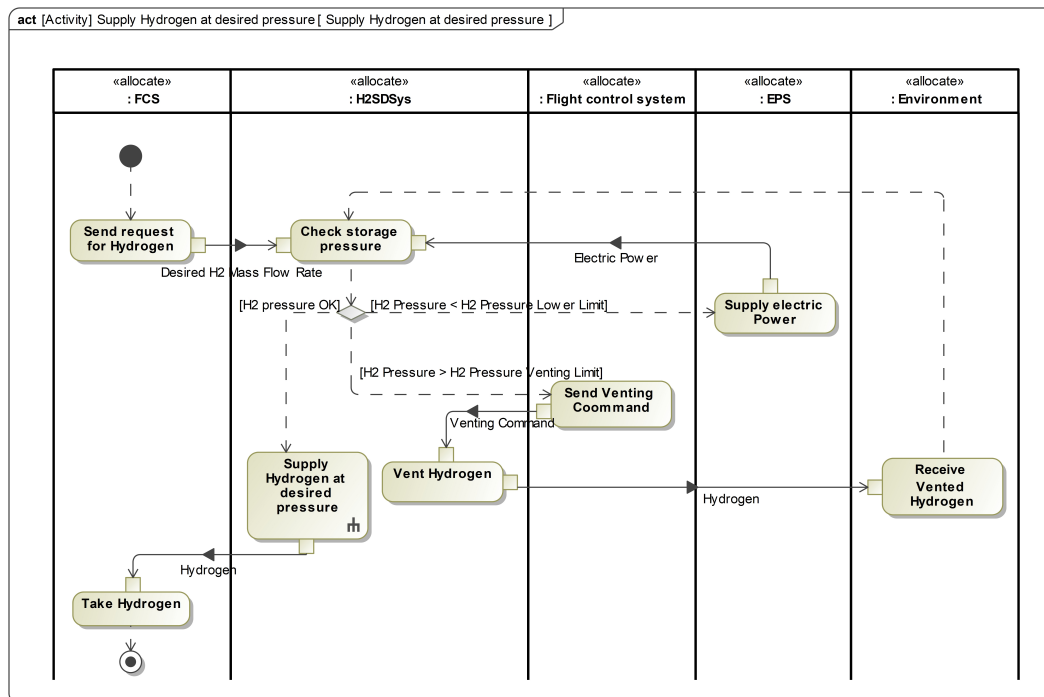 act [Activity] Supply Hydrogen at desired pressure [ Supply Hydrogen at desired pressure ]
«allocate»
: FCS
«allocate»
: H2SDSys
«allocate»
: Flight control system
«allocate»
: EPS
«allocate»
: Environment
Send request
for Hydrogen
Check storage
pressure
Desired H2 Mass Flow Rate
Electric Power
[H2 pressure OK]
[H2 Pressure < H2 Pressure Lower Limit]
Supply electric
Power
[H2 Pressure > H2 Pressure Venting Limit]
Send Venting
Coommand
Venting Command
Supply
Hydrogen at
desired
pressure
Vent Hydrogen
Hydrogen
Receive
Vented
Hydrogen
Hydrogen
Take Hydrogen